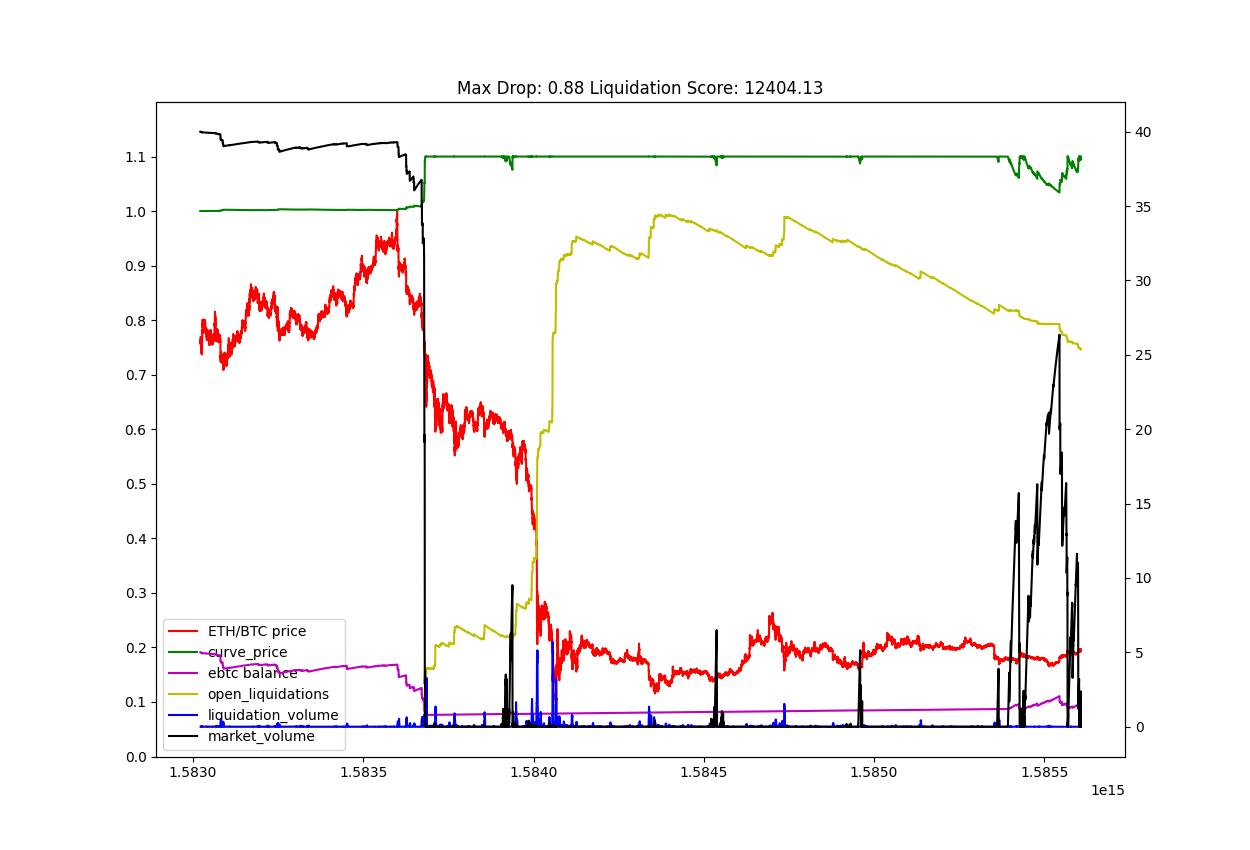 Max Drop: 0.88 Liquidation Score: 12404.13
1.1
1.0
0.9
0.8
0.7
0.6
0.5
0.4
0.3
0.2
0.1
0.0
40
35
30
25
20
15
10
5
0
ETH/BTC price
curve_price
ebtc balance
open_liquidations
liquidation_volume
market_volume
1.5830 1.5835 1.5840 1.5845 1.5850 1.5855
1e15